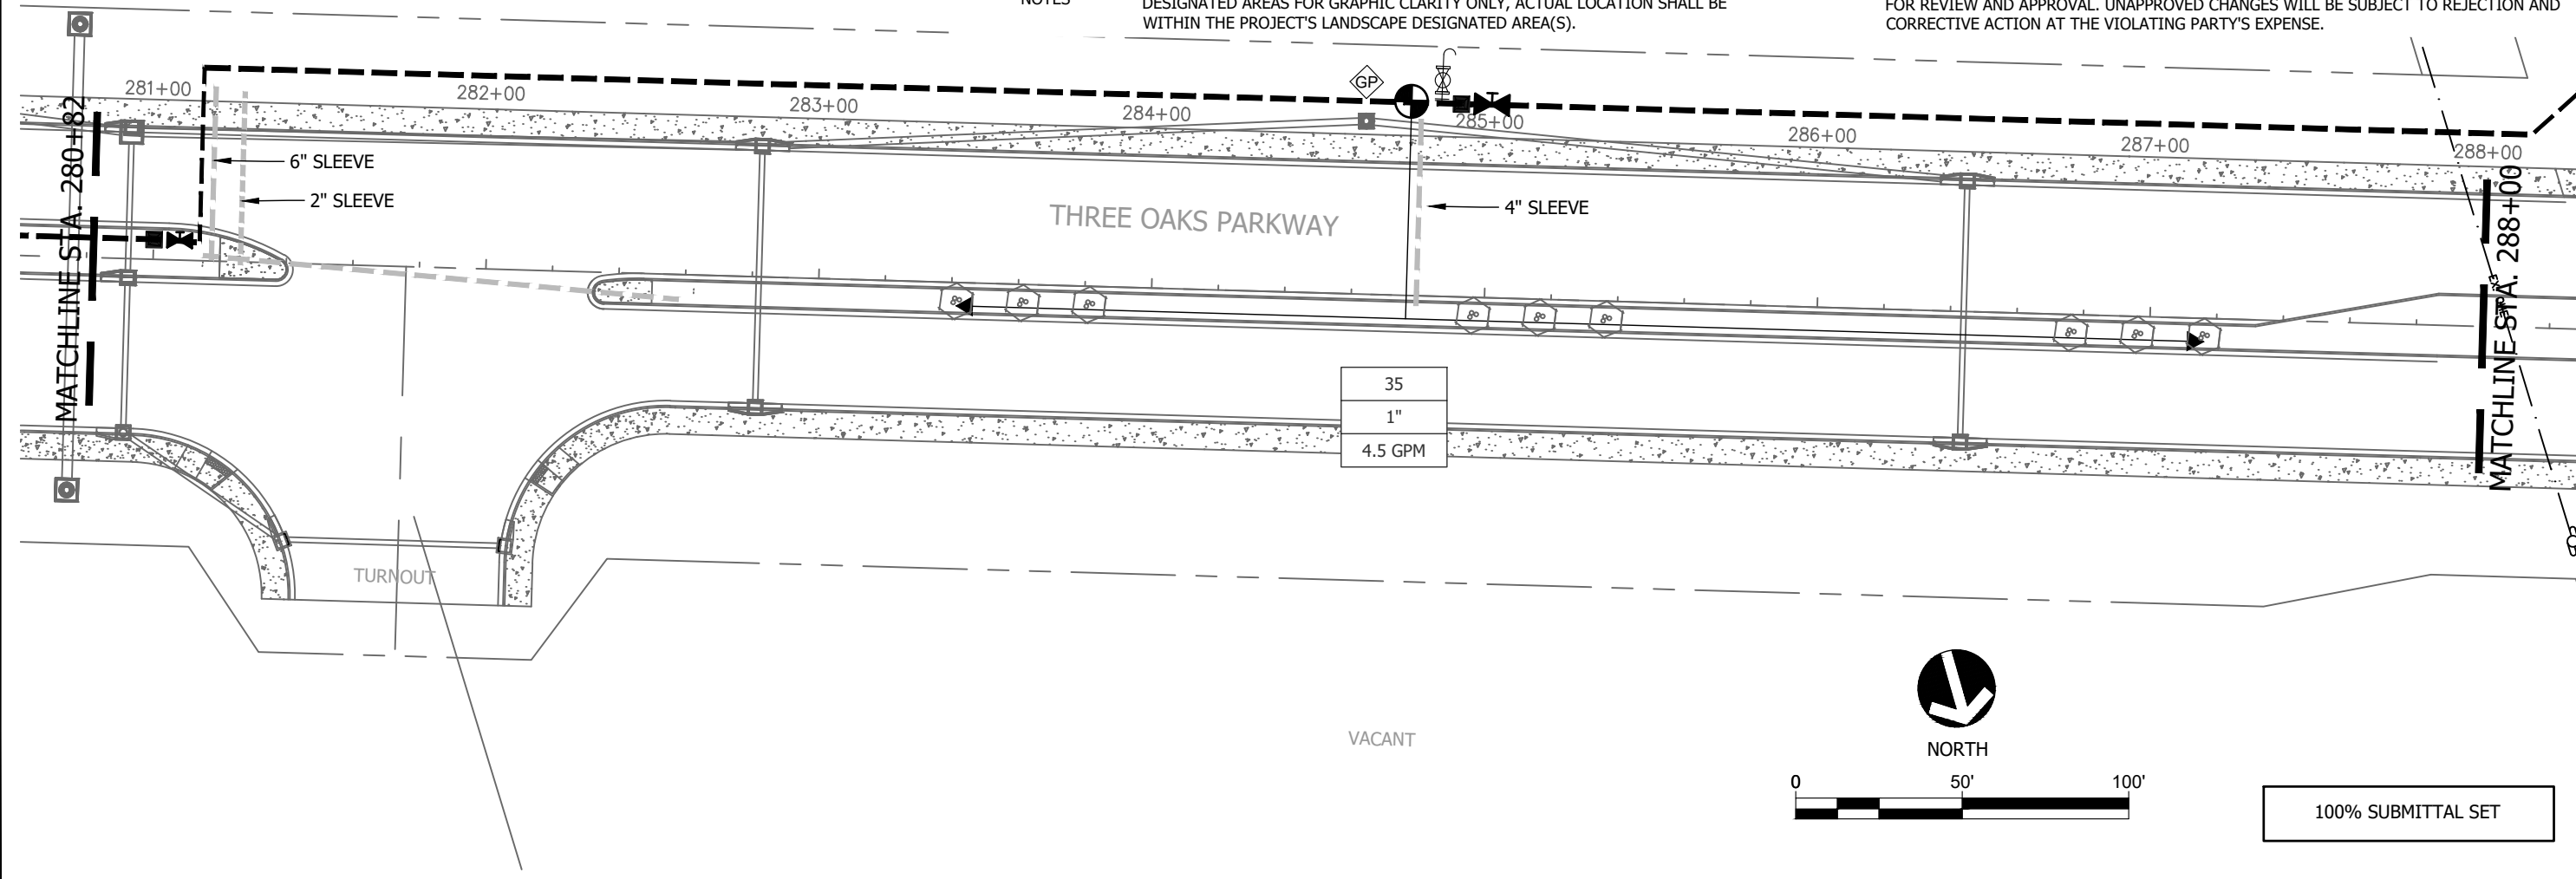 NOTES
DESIGNATED AREAS FOR GRAPHIC CLARITY ONLY, ACTUAL LOCATION SHALL BE
WITHIN THE PROJECT'S LANDSCAPE DESIGNATED AREA(S).
FOR REVIEW AND APPROVAL. UNAPPROVED CHANGES WILL BE SUBJECT TO REJECTION AND
CORRECTIVE ACTION AT THE VIOLATING PARTY'S EXPENSE.
281+00
282+00
283+00
284+00
GP
285+00
286+00
287+00
288+00
MATCHLINE STA. 280+82
6" SLEEVE
2" SLEEVE
THREE OAKS PARKWAY
4" SLEEVE
MATCHLINE STA. 288+00
35
1"
4.5 GPM
TURNOUT
VACANT
NORTH
0 50' 100'
100% SUBMITTAL SET